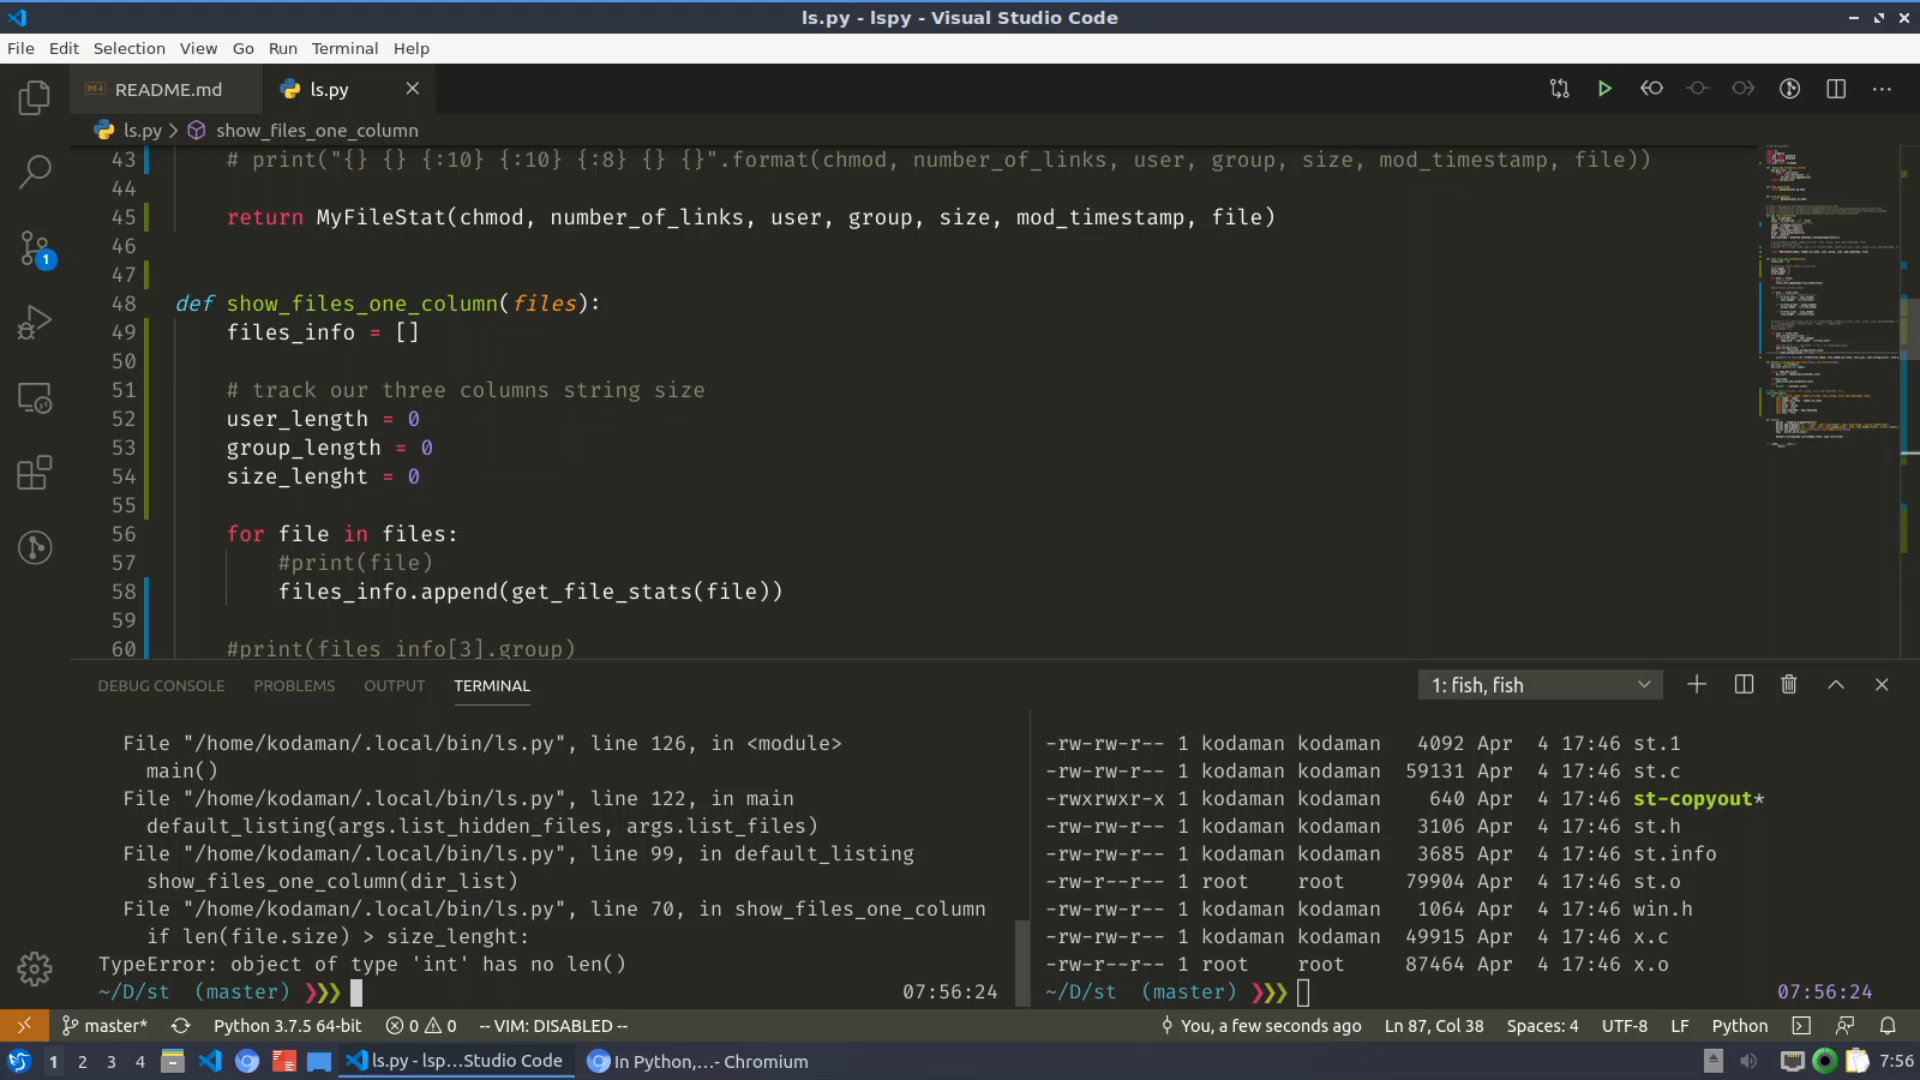 ls.py - lspy - Visual Studio Code
File Edit Selection View Go Run Terminal Help
README.md
ls.py
ls.py > show_files_one_column
43 # print("{} {} {:10} {:10} {:8} {} {}".format(chmod, number_of_links, user, group, size, mod_timestamp, file))
44
45 return MyFileStat(chmod, number_of_links, user, group, size, mod_timestamp, file)
46
47
48 def show_files_one_column(files):
49 files_info = []
50
51 # track our three columns string size
52 user_length = 0
53 group_length = 0
54 size_lenght = 0
55
56 for file in files:
57 #print(file)
58 files_info.append(get_file_stats(file))
59
60 #print(files_info[3].group)
1
DEBUG CONSOLE PROBLEMS OUTPUT TERMINAL
1: fish, fish
File "/home/kodaman/.local/bin/ls.py", line 126, in <module>
main()
File "/home/kodaman/.local/bin/ls.py", line 122, in main
default_listing(args.list_hidden_files, args.list_files)
File "/home/kodaman/.local/bin/ls.py", line 99, in default_listing
show_files_one_column(dir_list)
File "/home/kodaman/.local/bin/ls.py", line 70, in show_files_one_column
if len(file.size) > size_lenght:
TypeError: object of type 'int' has no len()
~/D/st (master) ❯❯❯ 07:56:24
-rw-rw-r-- 1 kodaman kodaman 4092 Apr 4 17:46 st.1
-rw-rw-r-- 1 kodaman kodaman 59131 Apr 4 17:46 st.c
-rwxrwxr-x 1 kodaman kodaman 640 Apr 4 17:46 st-copyout*
-rw-rw-r-- 1 kodaman kodaman 3106 Apr 4 17:46 st.h
-rw-rw-r-- 1 kodaman kodaman 3685 Apr 4 17:46 st.info
-rw-r--r-- 1 root root 79904 Apr 4 17:46 st.o
-rw-rw-r-- 1 kodaman kodaman 1064 Apr 4 17:46 win.h
-rw-rw-r-- 1 kodaman kodaman 49915 Apr 4 17:46 x.c
-rw-r--r-- 1 root root 87464 Apr 4 17:46 x.o
~/D/st (master) ❯❯❯ 07:56:24
master* Python 3.7.5 64-bit 0 0 -- VIM: DISABLED -- You, a few seconds ago Ln 87, Col 38 Spaces: 4 UTF-8 LF Python
1 2 3 4 ls.py - lsp...Studio Code In Python,...- Chromium 7:56